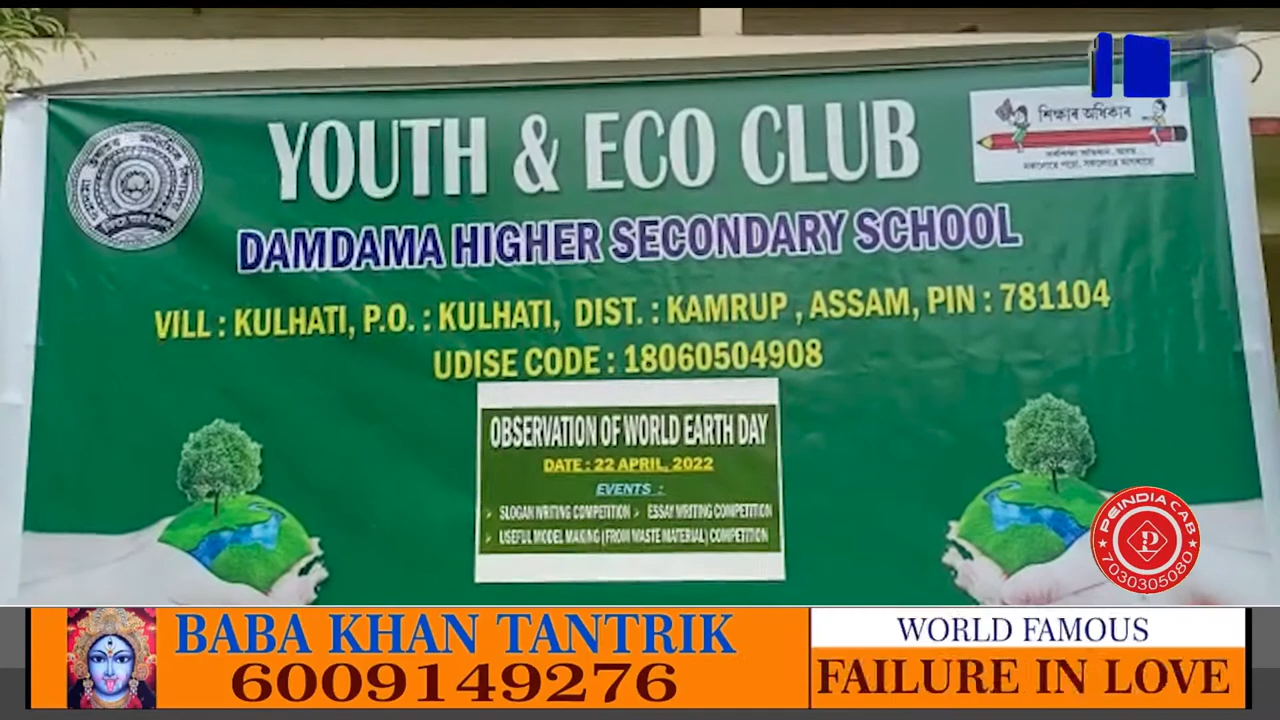 YOUTH & ECO CLUB
শিক্ষাৰ অধিকাৰ
DAMDAMA HIGHER SECONDARY SCHOOL
VILL : KULHATI, P.O. : KULHATI, DIST. : KAMRUP , ASSAM, PIN : 781104
UDISE CODE : 18060504908
OBSERVATION OF WORLD EARTH DAY
DATE : 22 APRIL, 2022
EVENTS :
SLOGAN WRITING COMPETITION ➢ ESSAY WRITING COMPETITION
USEFUL MODEL MAKING (FROM WASTE MATERIAL) COMPETITION
PEINDIA CAB
7030305080
BABA KHAN TANTRIK
6009149276
WORLD FAMOUS
FAILURE IN LOVE